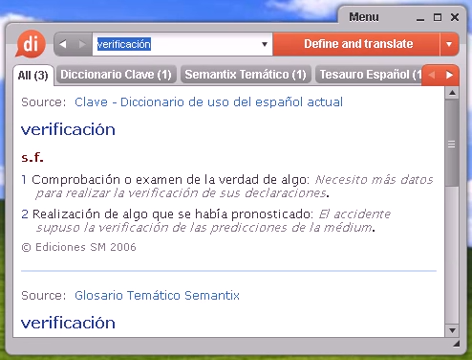 Menu
di
verificación
Define and translate
All (3)
Diccionario Clave (1)
Semantix Temático (1)
Tesauro Español (1
Source: Clave - Diccionario de uso del español actual
verificación
s.f.
1 Comprobación o examen de la verdad de algo: Necesito más datos
para realizar la verificación de sus declaraciones.
2 Realización de algo que se había pronosticado: El accidente
supuso la verificación de las predicciones de la médium.
© Ediciones SM 2006
Source: Glosario Temático Semantix
verificación